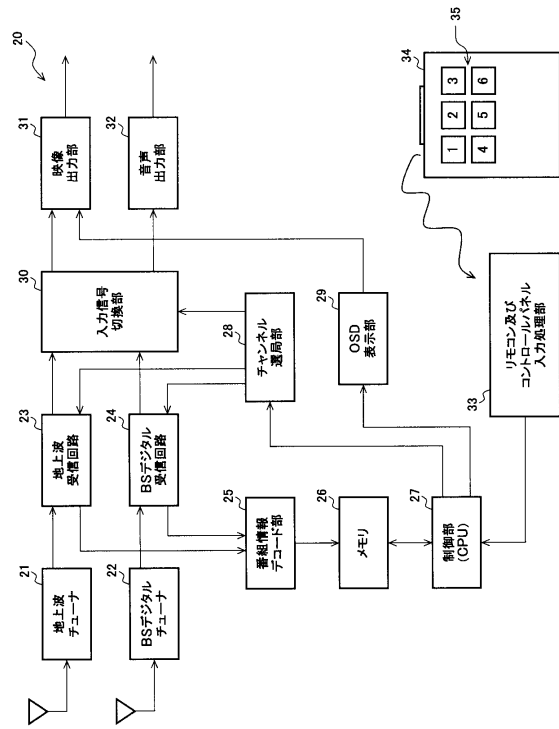 20
21
地上波
チューナ
23
地上波
受信回路
30
入力信号
切換部
31
映像
出力部
32
音声
出力部
22
BSデジタル
チューナ
24
BSデジタル
受信回路
25
番組情報
デコード部
28
チャンネル
選局部
26
メモリ
29
OSD
表示部
27
制御部
(CPU)
33
リモコン及び
コントロールパネル
入力処理部
34
35
1 2 3
4 5 6